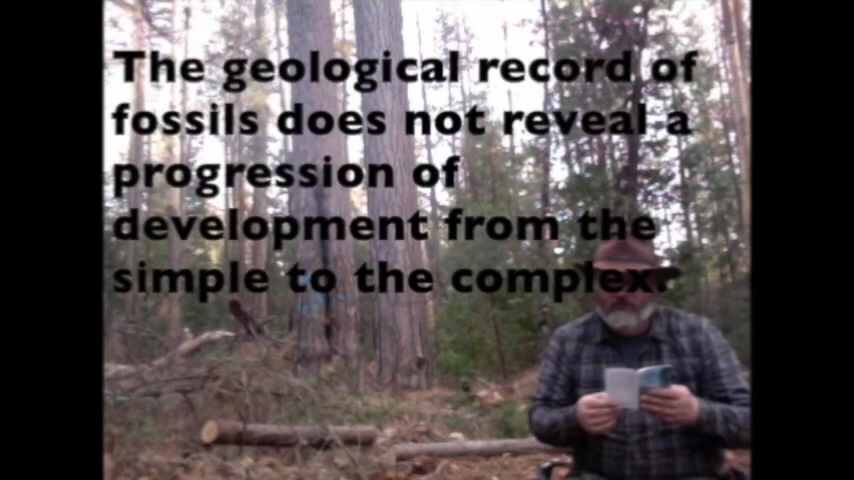 The geological record of
fossils does not reveal a
progression of
development from the
simple to the complex.